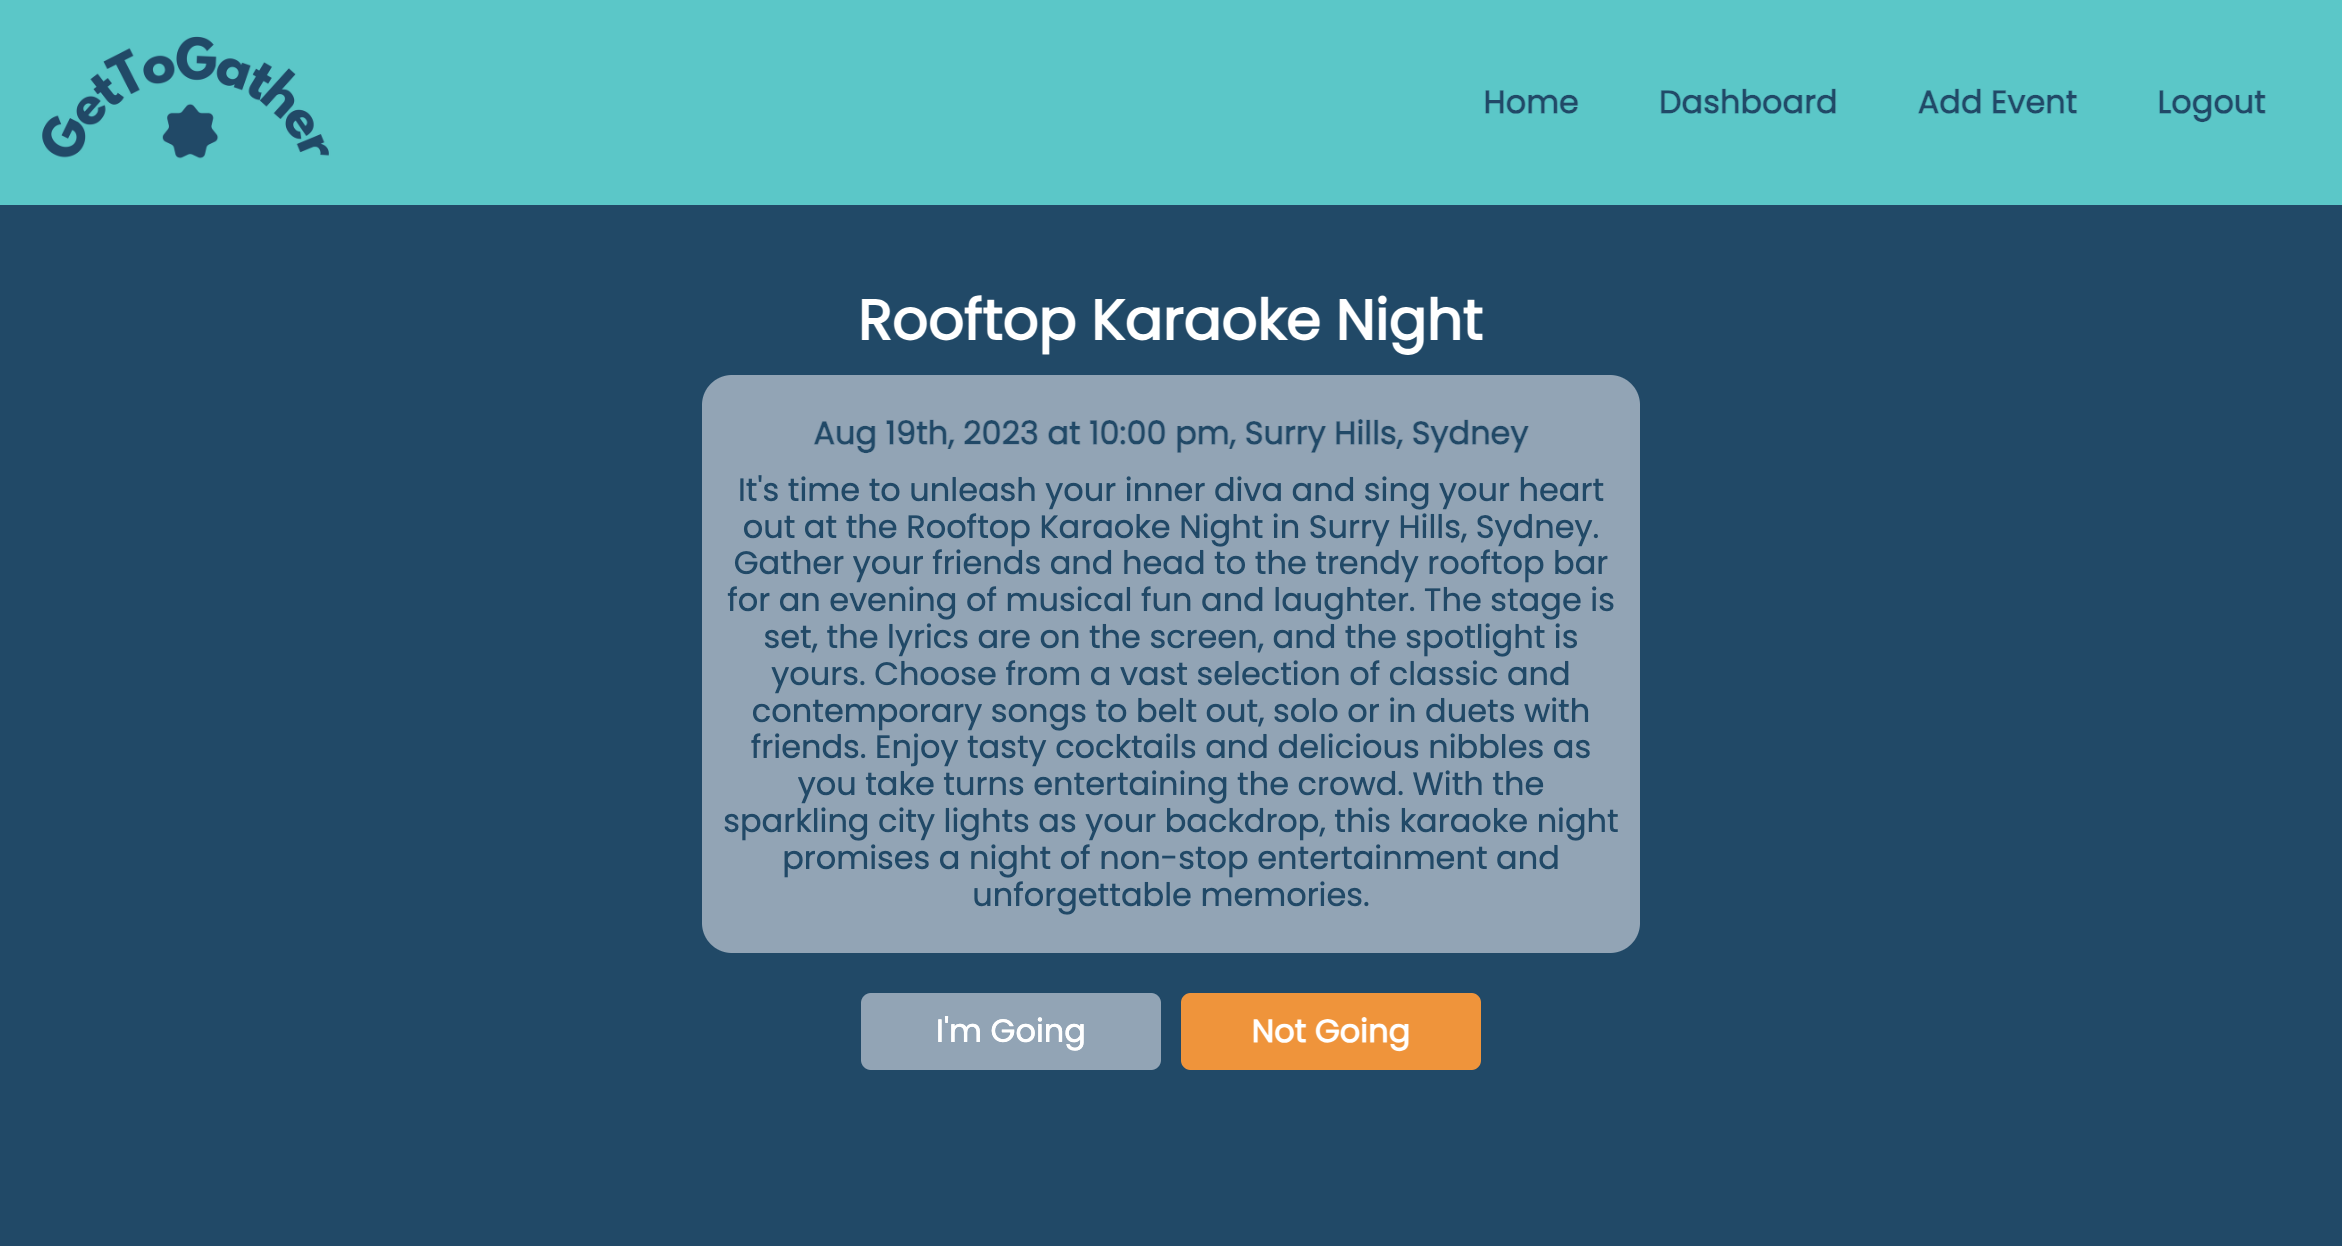 GetToGather
Home
Dashboard
Add Event
Logout
Rooftop Karaoke Night
Aug 19th, 2023 at 10:00 pm, Surry Hills, Sydney
It's time to unleash your inner diva and sing your heart
out at the Rooftop Karaoke Night in Surry Hills, Sydney.
Gather your friends and head to the trendy rooftop bar
for an evening of musical fun and laughter. The stage is
set, the lyrics are on the screen, and the spotlight is
yours. Choose from a vast selection of classic and
contemporary songs to belt out, solo or in duets with
friends. Enjoy tasty cocktails and delicious nibbles as
you take turns entertaining the crowd. With the
sparkling city lights as your backdrop, this karaoke night
promises a night of non-stop entertainment and
unforgettable memories.
I'm Going
Not Going